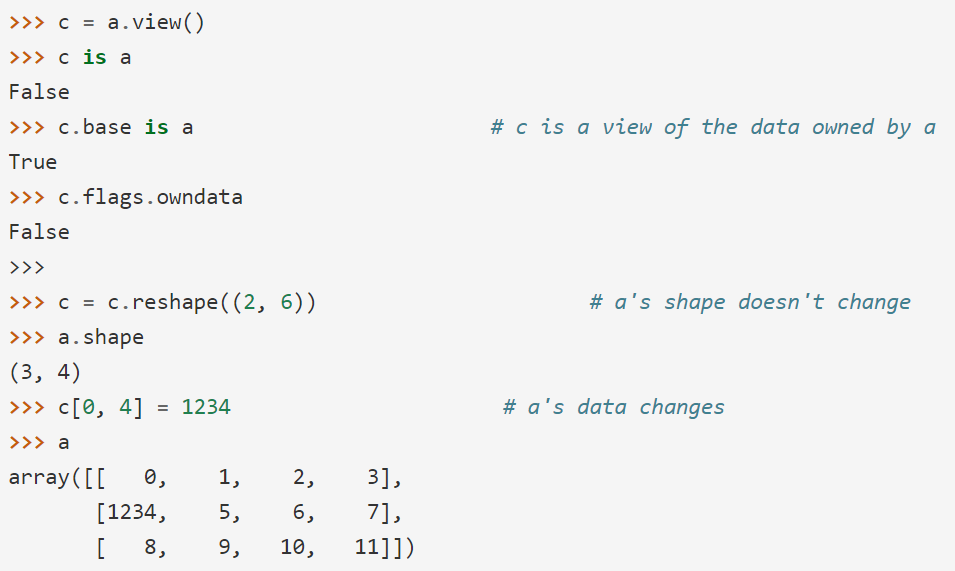 >>> c = a.view()
>>> c is a
False
>>> c.base is a                        # c is a view of the data owned by a
True
>>> c.flags.owndata
False
>>>
>>> c = c.reshape((2, 6))                      # a's shape doesn't change
>>> a.shape
(3, 4)
>>> c[0, 4] = 1234                      # a's data changes
>>> a
array([[   0,    1,    2,    3],
       [1234,    5,    6,    7],
       [   8,    9,   10,   11]])